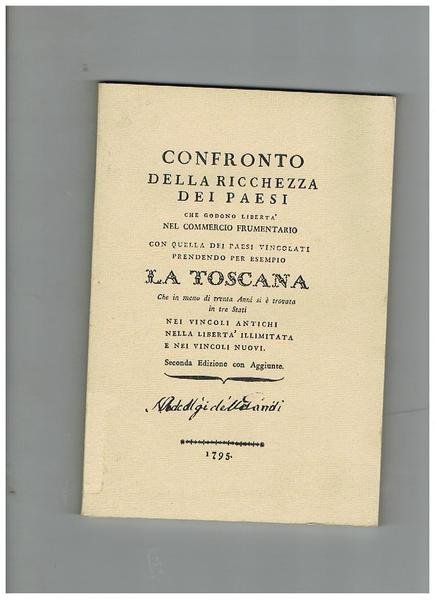 CONFRONTO
DELLA RICCHEZZA
DEI PAESI
CHE GODONO LIBERTA'
NEL COMMERCIO FRUMENTARIO
CON QUELLA DEI PAESI VINCOLATI
PRENDENDO PER ESEMPIO
LA TOSCANA
Che in meno di trenta Anni si è trovata
in tre Stati
NEI VINCOLI ANTICHI
NELLA LIBERTA' ILLIMITATA
E NEI VINCOLI NUOVI.
Seconda Edizione con Aggiunte.
1795.